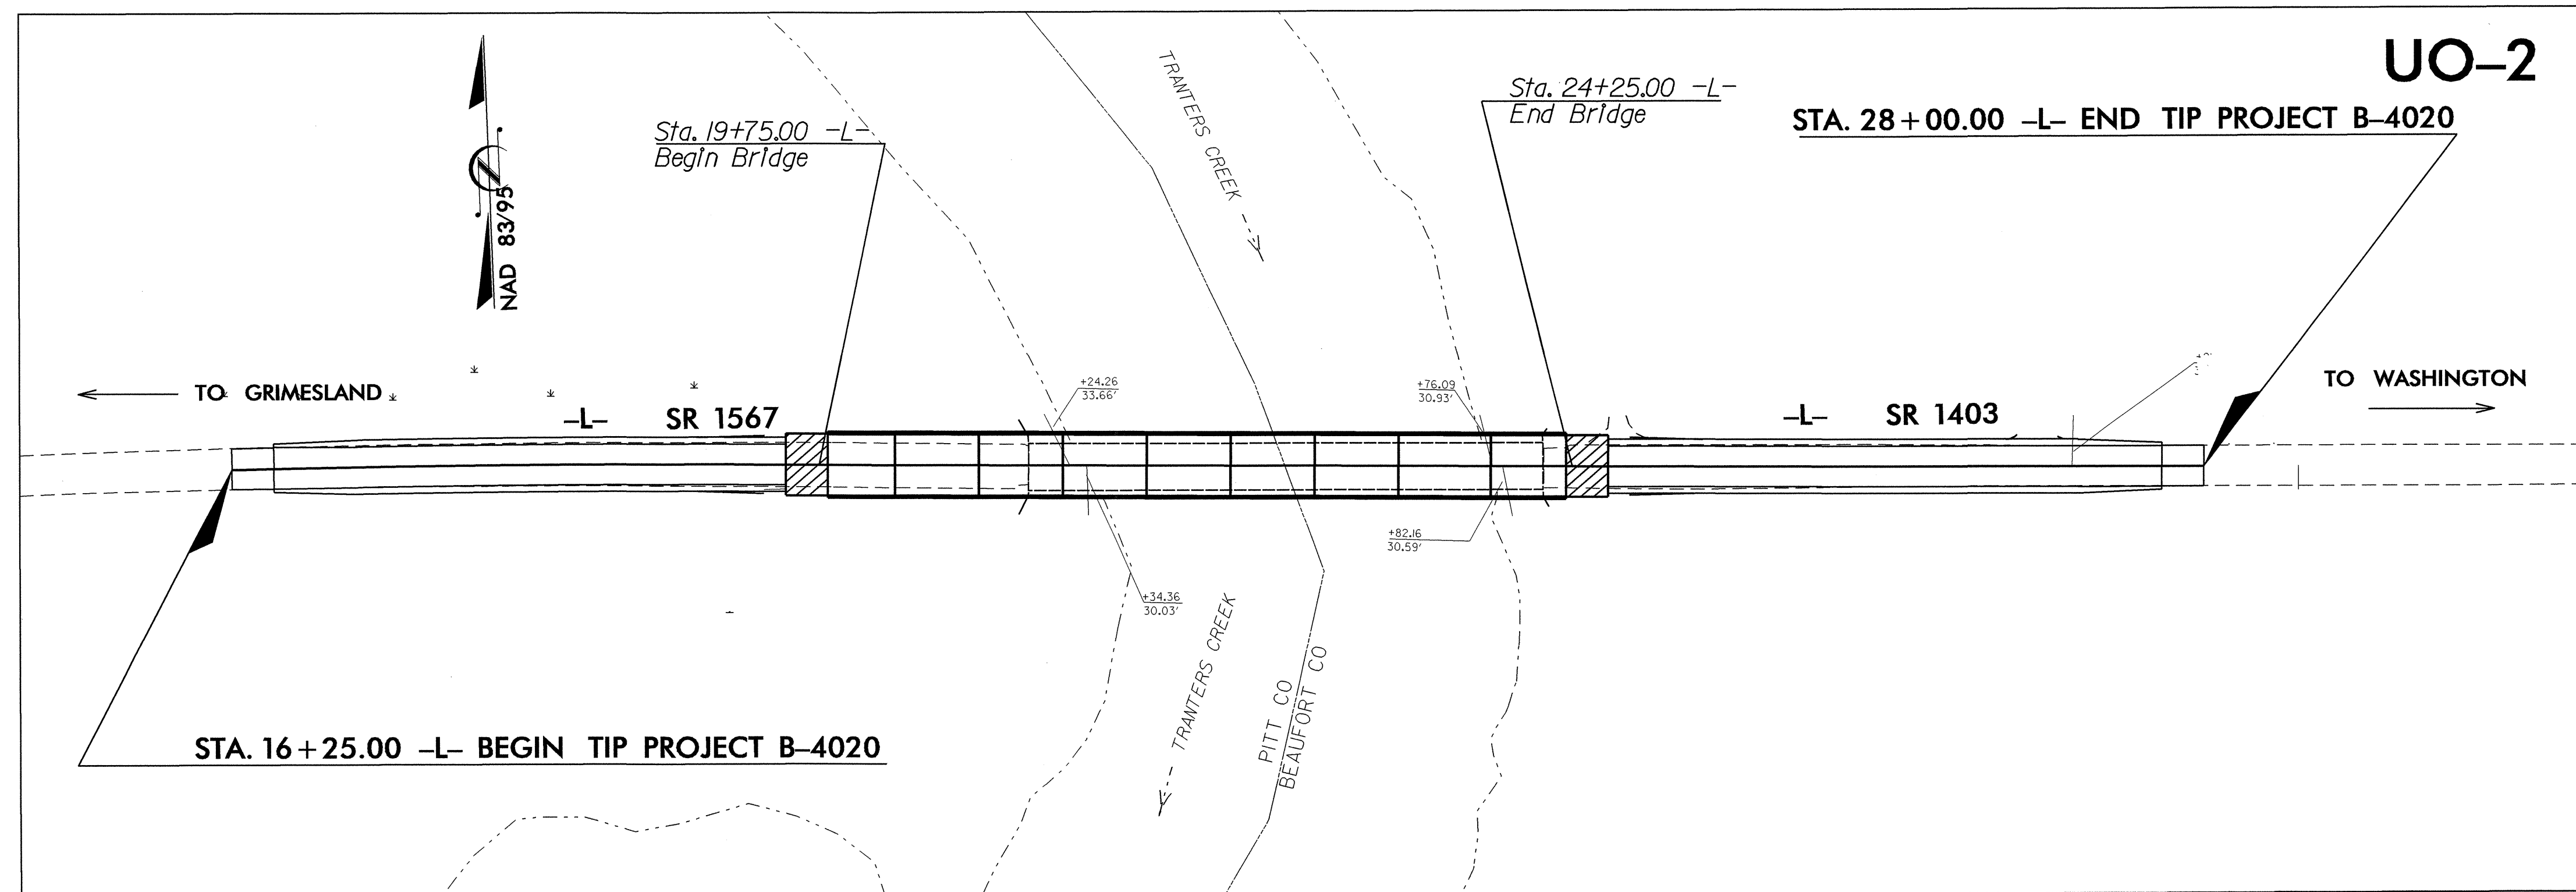 UO–2
Sta. 24+25.00 -L-
End Bridge
STA. 28+00.00 –L– END TIP PROJECT B–4020
Sta. 19+75.00 -L-
Begin Bridge
TRANTERS CREEK
NAD 83/95
TO GRIMESLAND
–L– SR 1567
+24.26
33.66'
+76.09
30.93'
–L– SR 1403
TO WASHINGTON
+82.16
30.59'
+34.36
30.03'
TRANTERS CREEK
PITT CO
BEAUFORT CO
STA. 16+25.00 –L– BEGIN TIP PROJECT B–4020